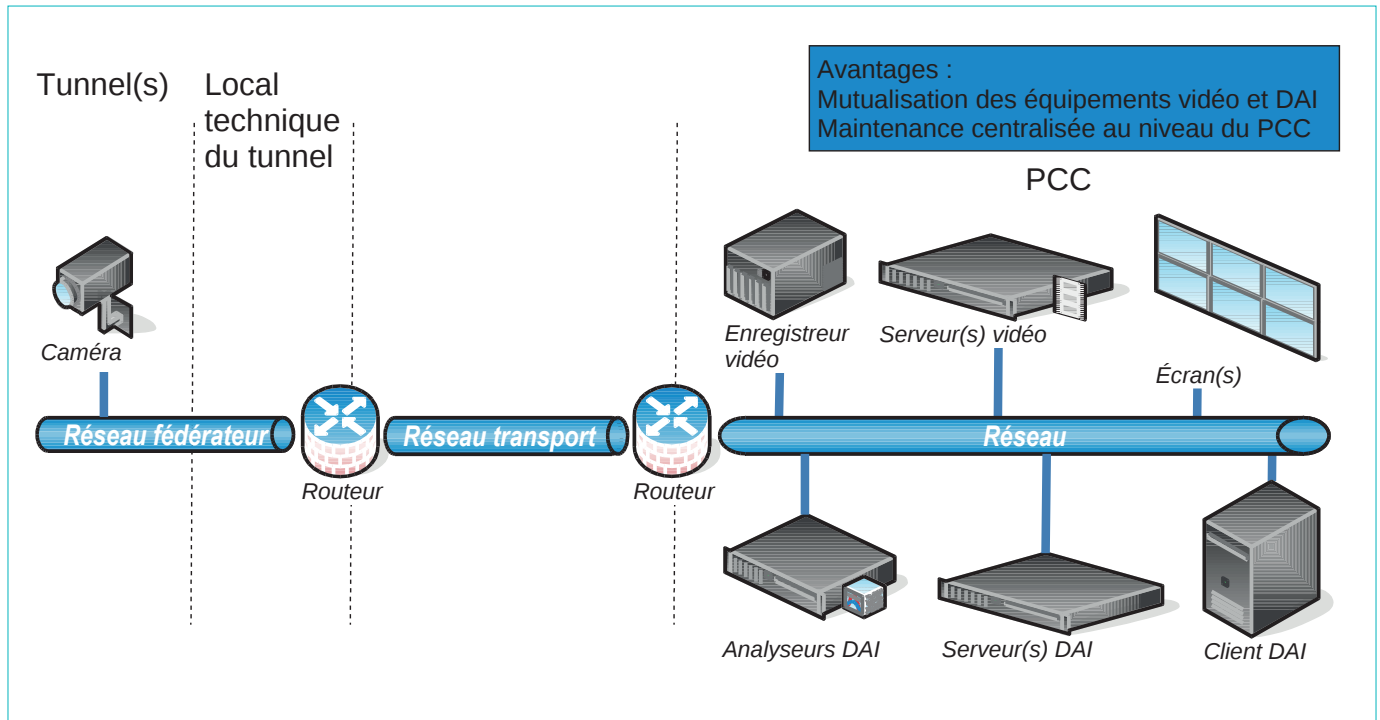 Tunnel(s)
Local
technique
du tunnel
Avantages :
Mutualisation des équipements vidéo et DAI
Maintenance centralisée au niveau du PCC
PCC
Caméra
Enregistreur
vidéo
Serveur(s) vidéo
Écran(s)
Réseau fédérateur
Réseau transport
Réseau
Routeur
Routeur
Analyseurs DAI
Serveur(s) DAI
Client DAI